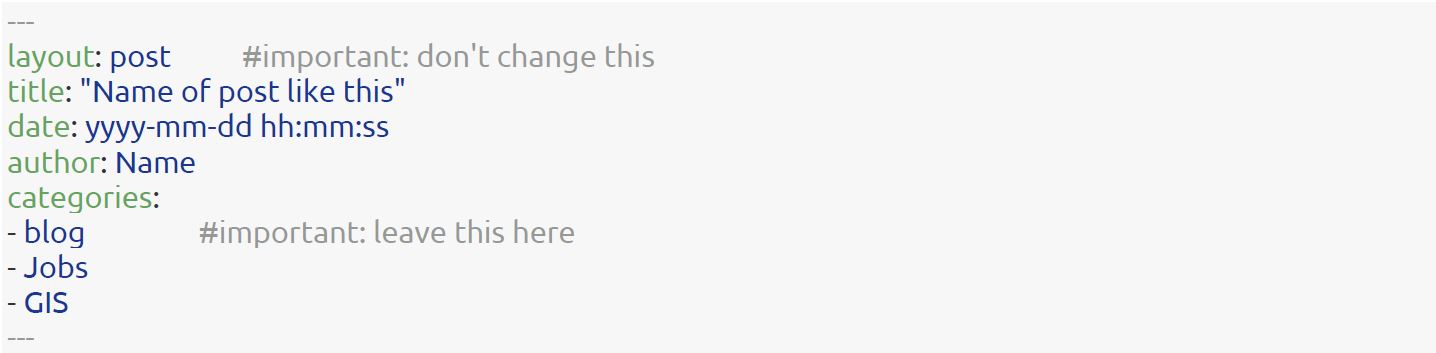 ---
layout: post #important: don't change this
title: "Name of post like this"
date: yyyy-mm-dd hh:mm:ss
author: Name
categories:
- blog #important: leave this here
- Jobs
- GIS
---